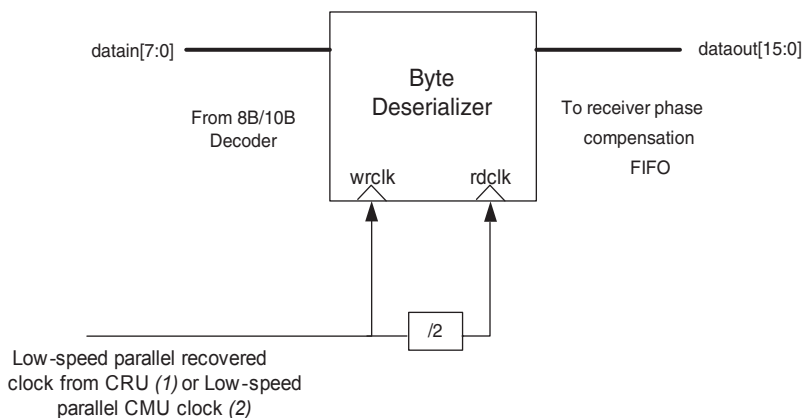 datain[7:0]
dataout[15:0]
Byte
Deserializer
From 8B/10B
Decoder
To receiver phase
compensation
FIFO
wrclk
rdclk
/2
Low-speed parallel recovered
clock from CRU (1) or Low-speed
parallel CMU clock (2)